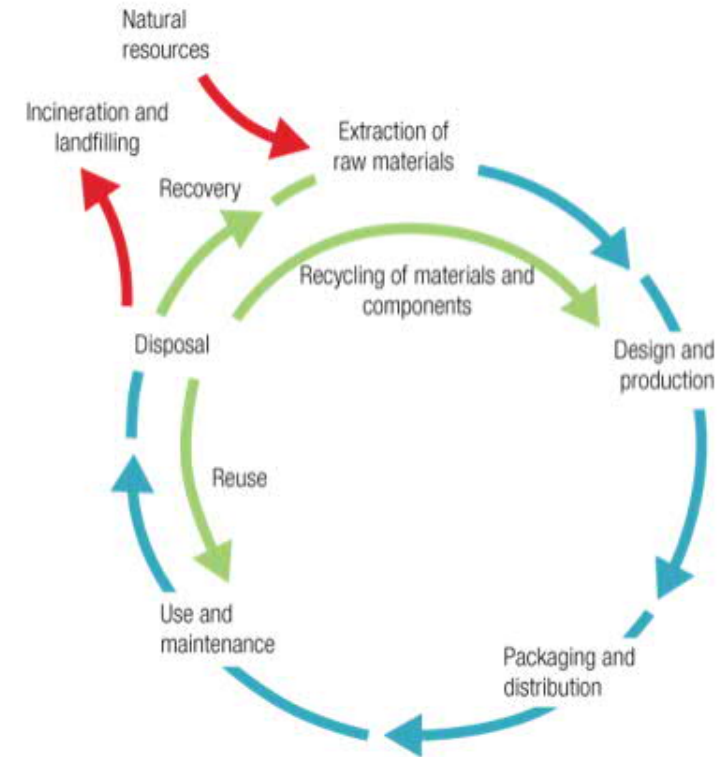 Natural
resources
Incineration and
landfilling
Extraction of
raw materials
Recovery
Recycling of materials and
components
Disposal
Design and
production
Reuse
Use and
maintenance
Packaging and
distribution